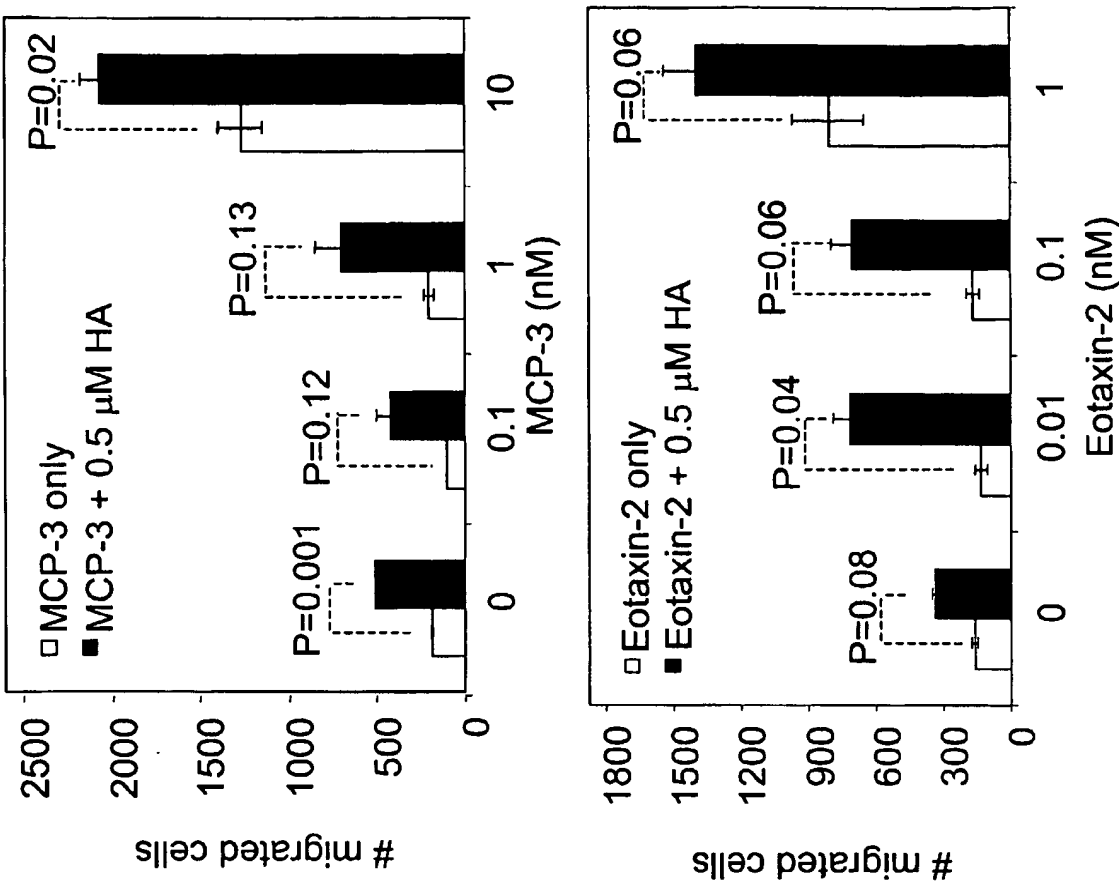 □ MCP-3 only
■ MCP-3 + 0.5 μM HA
P=0.001
P=0.12
P=0.13
P=0.02
2500
2000
1500
1000
500
0
# migrated cells
0
0.1
1
10
MCP-3 (nM)
□ Eotaxin-2 only
■ Eotaxin-2 + 0.5 μM HA
P=0.08
P=0.04
P=0.06
P=0.06
1800
1500
1200
900
600
300
0
# migrated cells
0
0.01
0.1
1
Eotaxin-2 (nM)